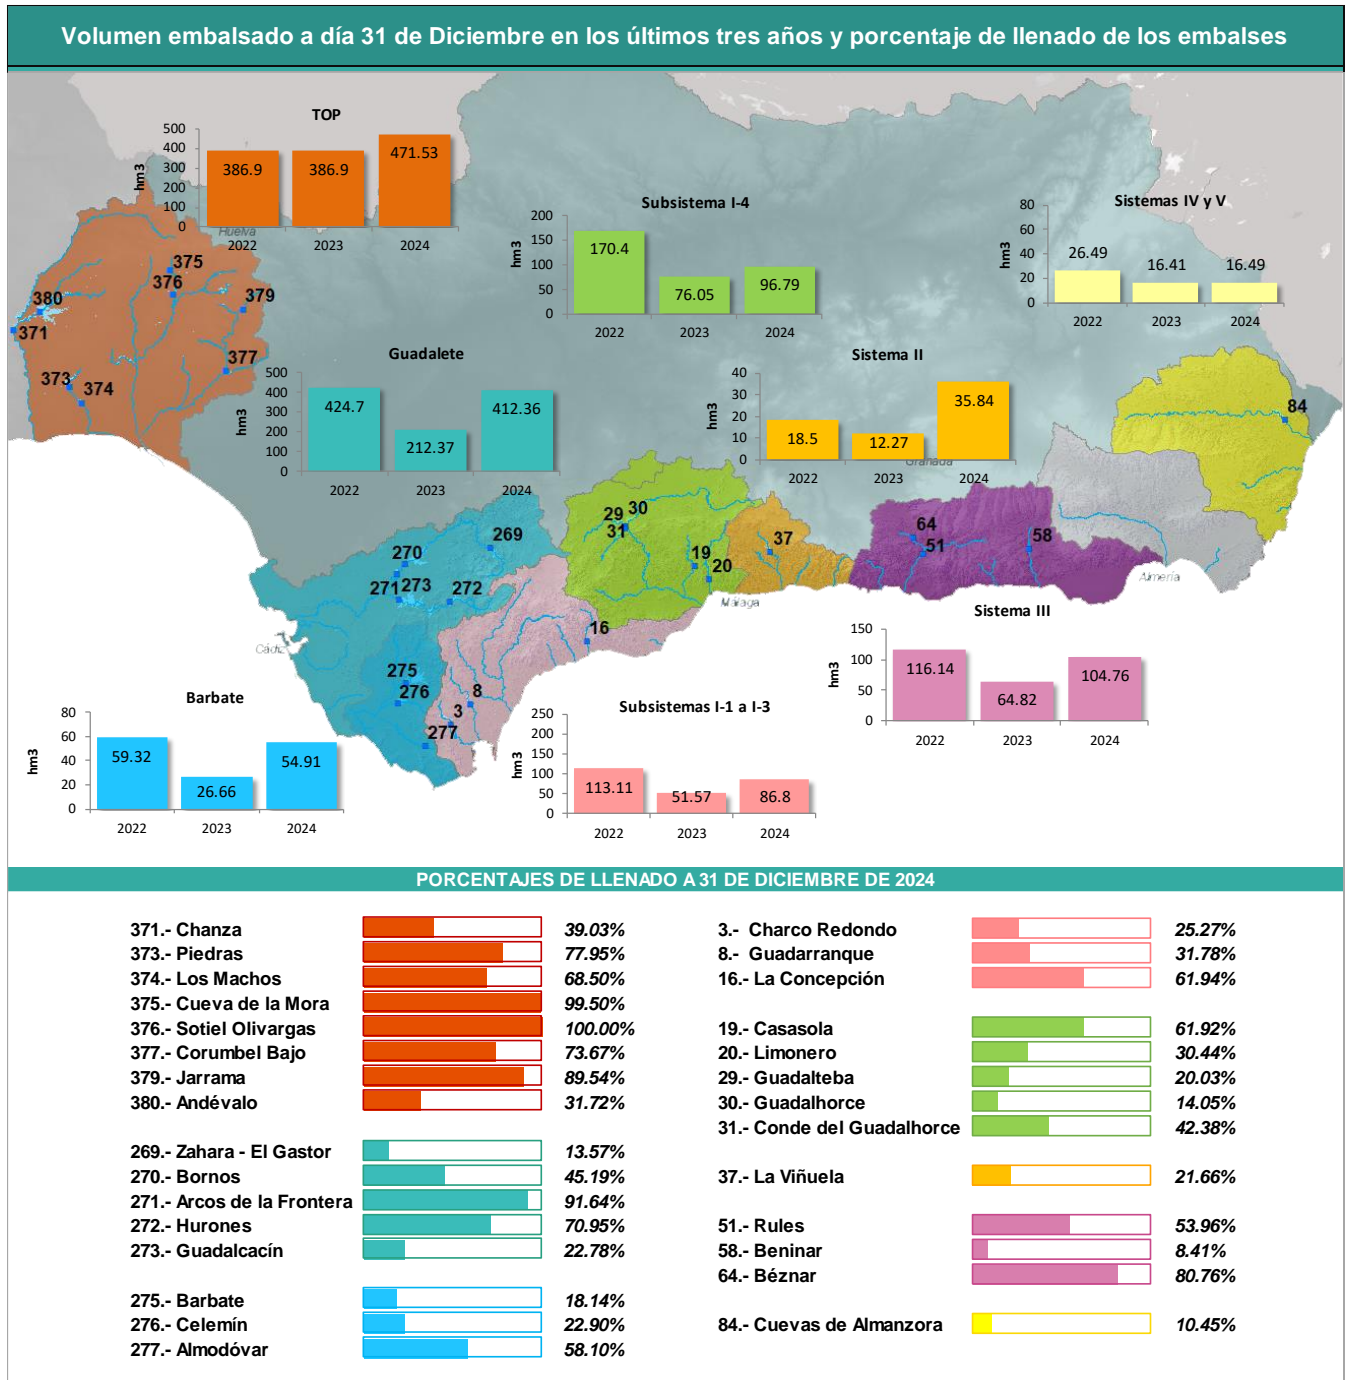 Volumen embalsado a día 31 de Diciembre en los últimos tres años y porcentaje de llenado de los embalses
TOP
hm3
500
400
300
200
100
0
386.9
386.9
471.53
2022
2023
2024
Huelva
Subsistema I-4
hm3
200
150
100
50
0
170.4
76.05
96.79
2022
2023
2024
Sistemas IV y V
hm3
80
60
40
20
0
26.49
16.41
16.49
2022
2023
2024
Guadalete
hm3
500
400
300
200
100
0
424.7
212.37
412.36
2022
2023
2024
Sistema II
hm3
40
30
20
10
0
18.5
12.27
35.84
2022
2023
2024
Granada
375
376
379
380
371
377
373
374
84
29
30
31
269
270
271
273
272
19
20
37
64
51
58
16
275
276
8
3
277
Cádiz
Málaga
Almería
Sistema III
hm3
150
100
50
0
116.14
64.82
104.76
2022
2023
2024
Barbate
hm3
80
60
40
20
0
59.32
26.66
54.91
2022
2023
2024
Subsistemas I-1 a I-3
hm3
250
200
150
100
50
0
113.11
51.57
86.8
2022
2023
2024
PORCENTAJES DE LLENADO A 31 DE DICIEMBRE DE 2024
371.- Chanza 39.03%
373.- Piedras 77.95%
374.- Los Machos 68.50%
375.- Cueva de la Mora 99.50%
376.- Sotiel Olivargas 100.00%
377.- Corumbel Bajo 73.67%
379.- Jarrama 89.54%
380.- Andévalo 31.72%
269.- Zahara - El Gastor 13.57%
270.- Bornos 45.19%
271.- Arcos de la Frontera 91.64%
272.- Hurones 70.95%
273.- Guadalcacín 22.78%
275.- Barbate 18.14%
276.- Celemín 22.90%
277.- Almodóvar 58.10%
3.- Charco Redondo 25.27%
8.- Guadarranque 31.78%
16.- La Concepción 61.94%
19.- Casasola 61.92%
20.- Limonero 30.44%
29.- Guadalteba 20.03%
30.- Guadalhorce 14.05%
31.- Conde del Guadalhorce 42.38%
37.- La Viñuela 21.66%
51.- Rules 53.96%
58.- Beninar 8.41%
64.- Béznar 80.76%
84.- Cuevas de Almanzora 10.45%